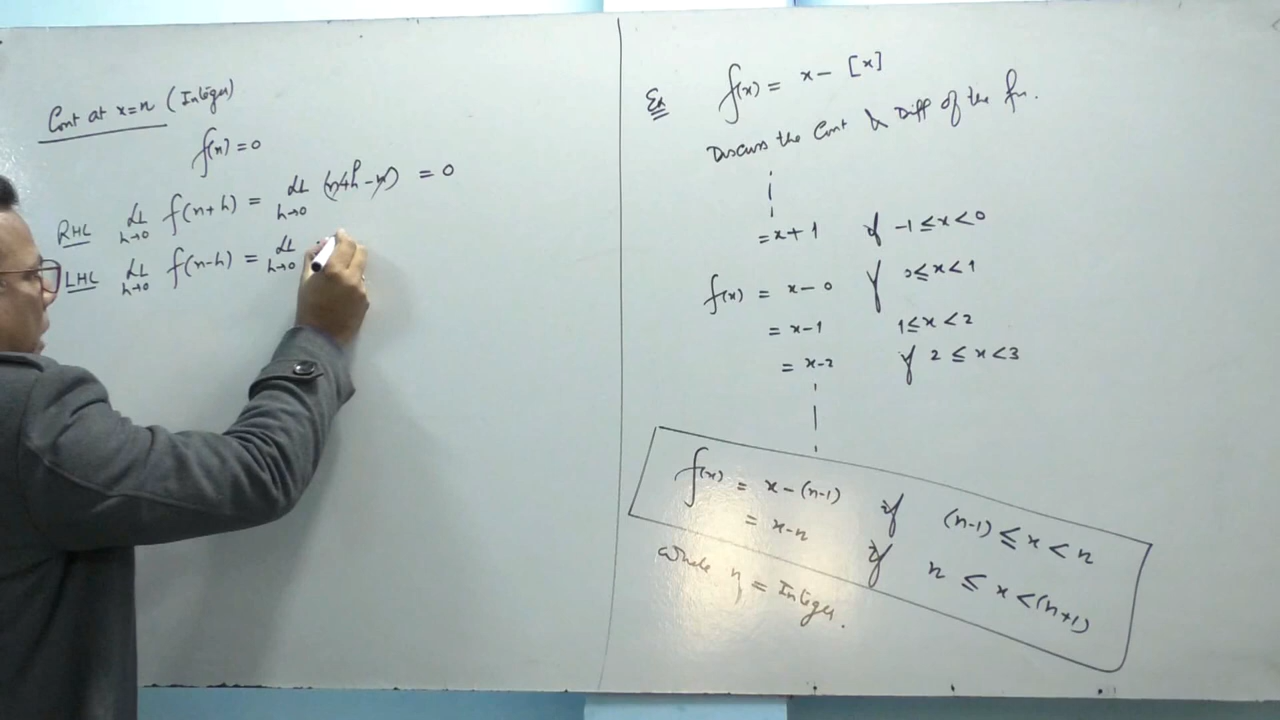 Cont at x=n (Integer)
f(n) = 0
RHC Lt h→0 f(n+h) = Lt h→0 (n+h-n) = 0
LHC Lt h→0 f(n-h) = Lt h→0
Ex f(x) = x - [x]
Discuss the Cont & Diff of the fn.
= x+1 if -1≤x<0
f(x) = x-0 if 0≤x<1
= x-1 1≤x<2
= x-2 if 2≤x<3
f(x) = x-(n-1) if (n-1)≤x<n
= x-n if n≤x<(n+1)
where n = Integer.